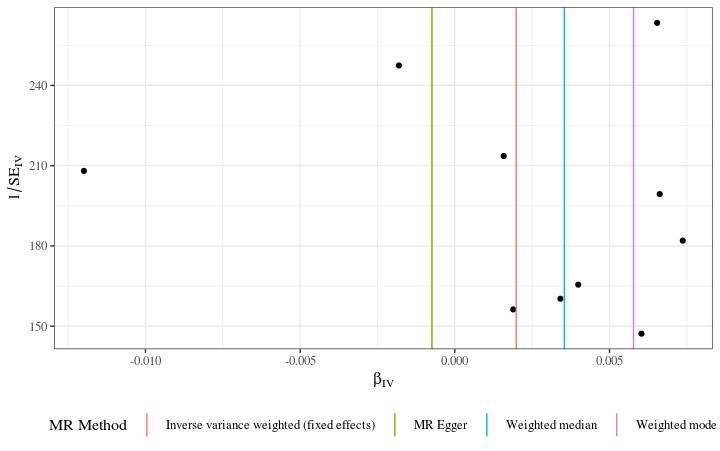 240
210
180
150
1/SE_IV
-0.010 -0.005 0.000 0.005
β_IV
MR Method Inverse variance weighted (fixed effects) MR Egger Weighted median Weighted mode